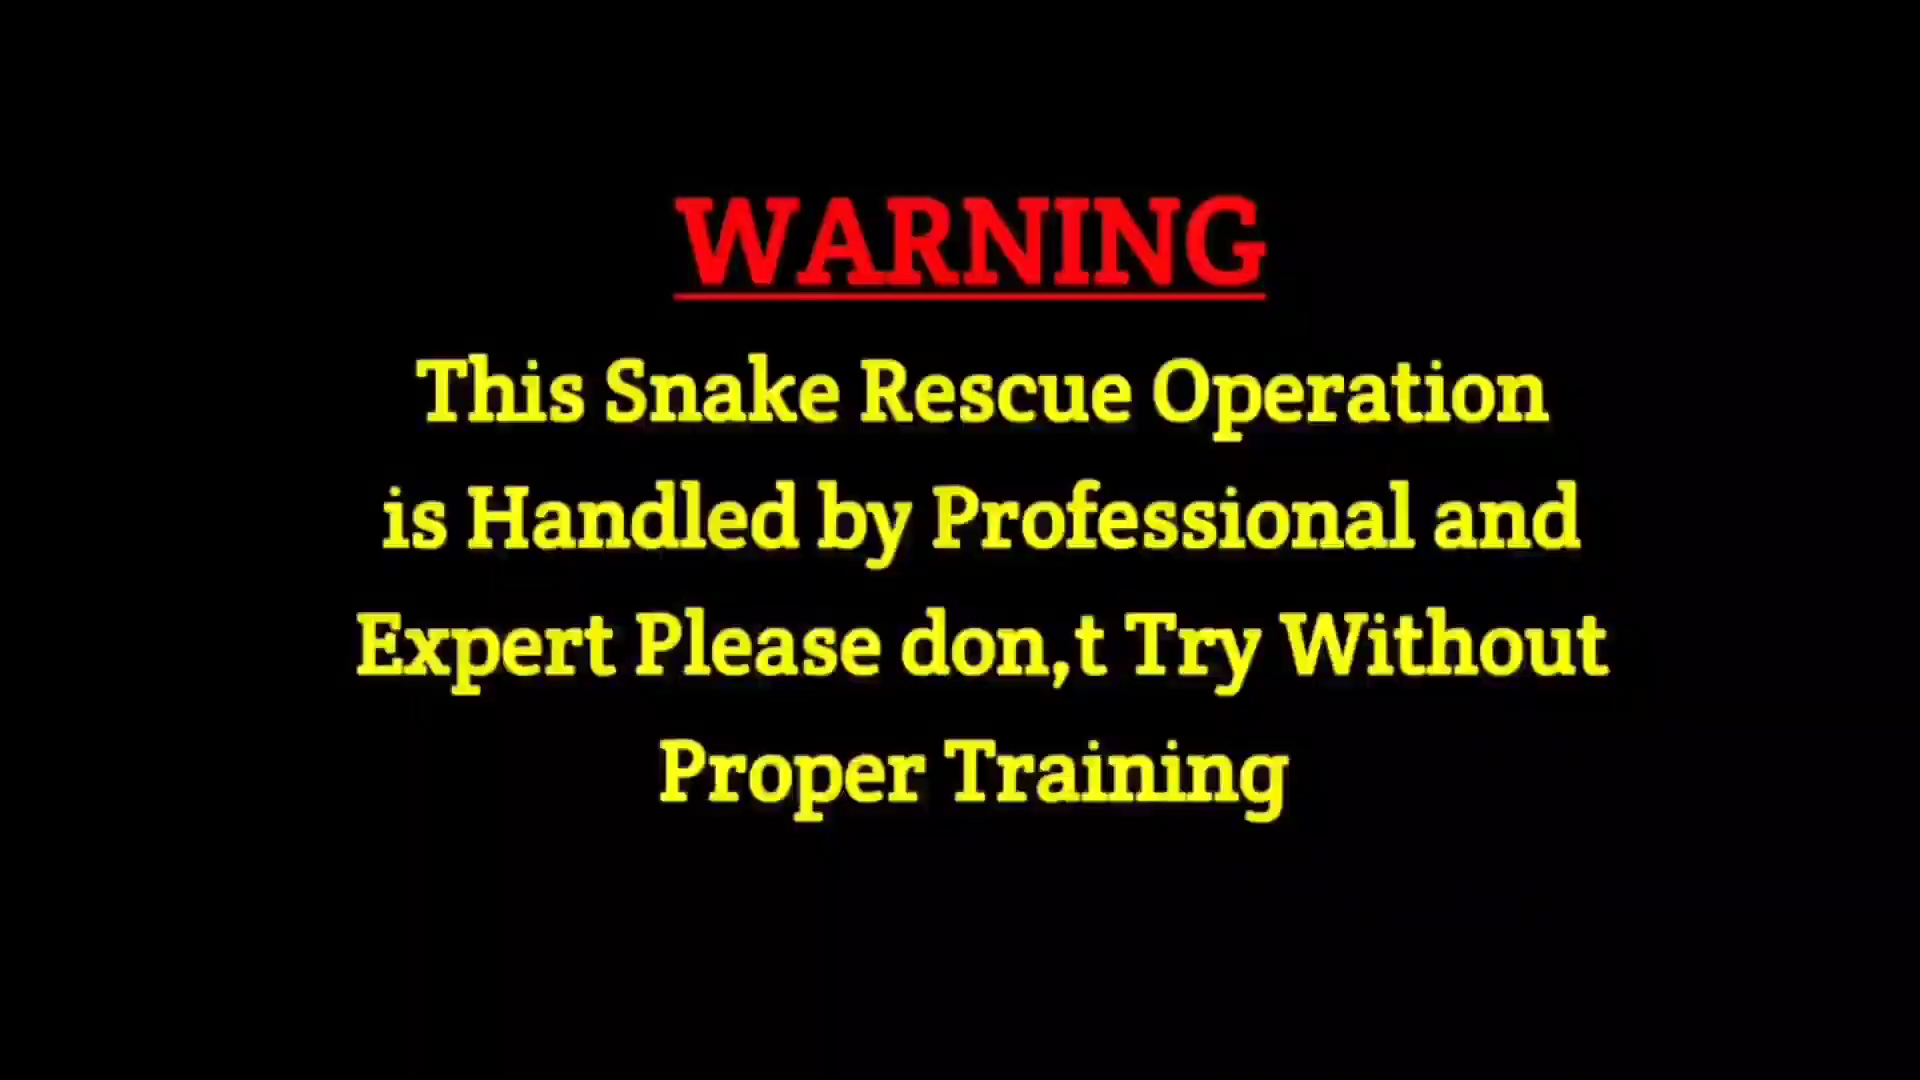 WARNING
This Snake Rescue Operation
is Handled by Professional and
Expert Please don,t Try Without
Proper Training